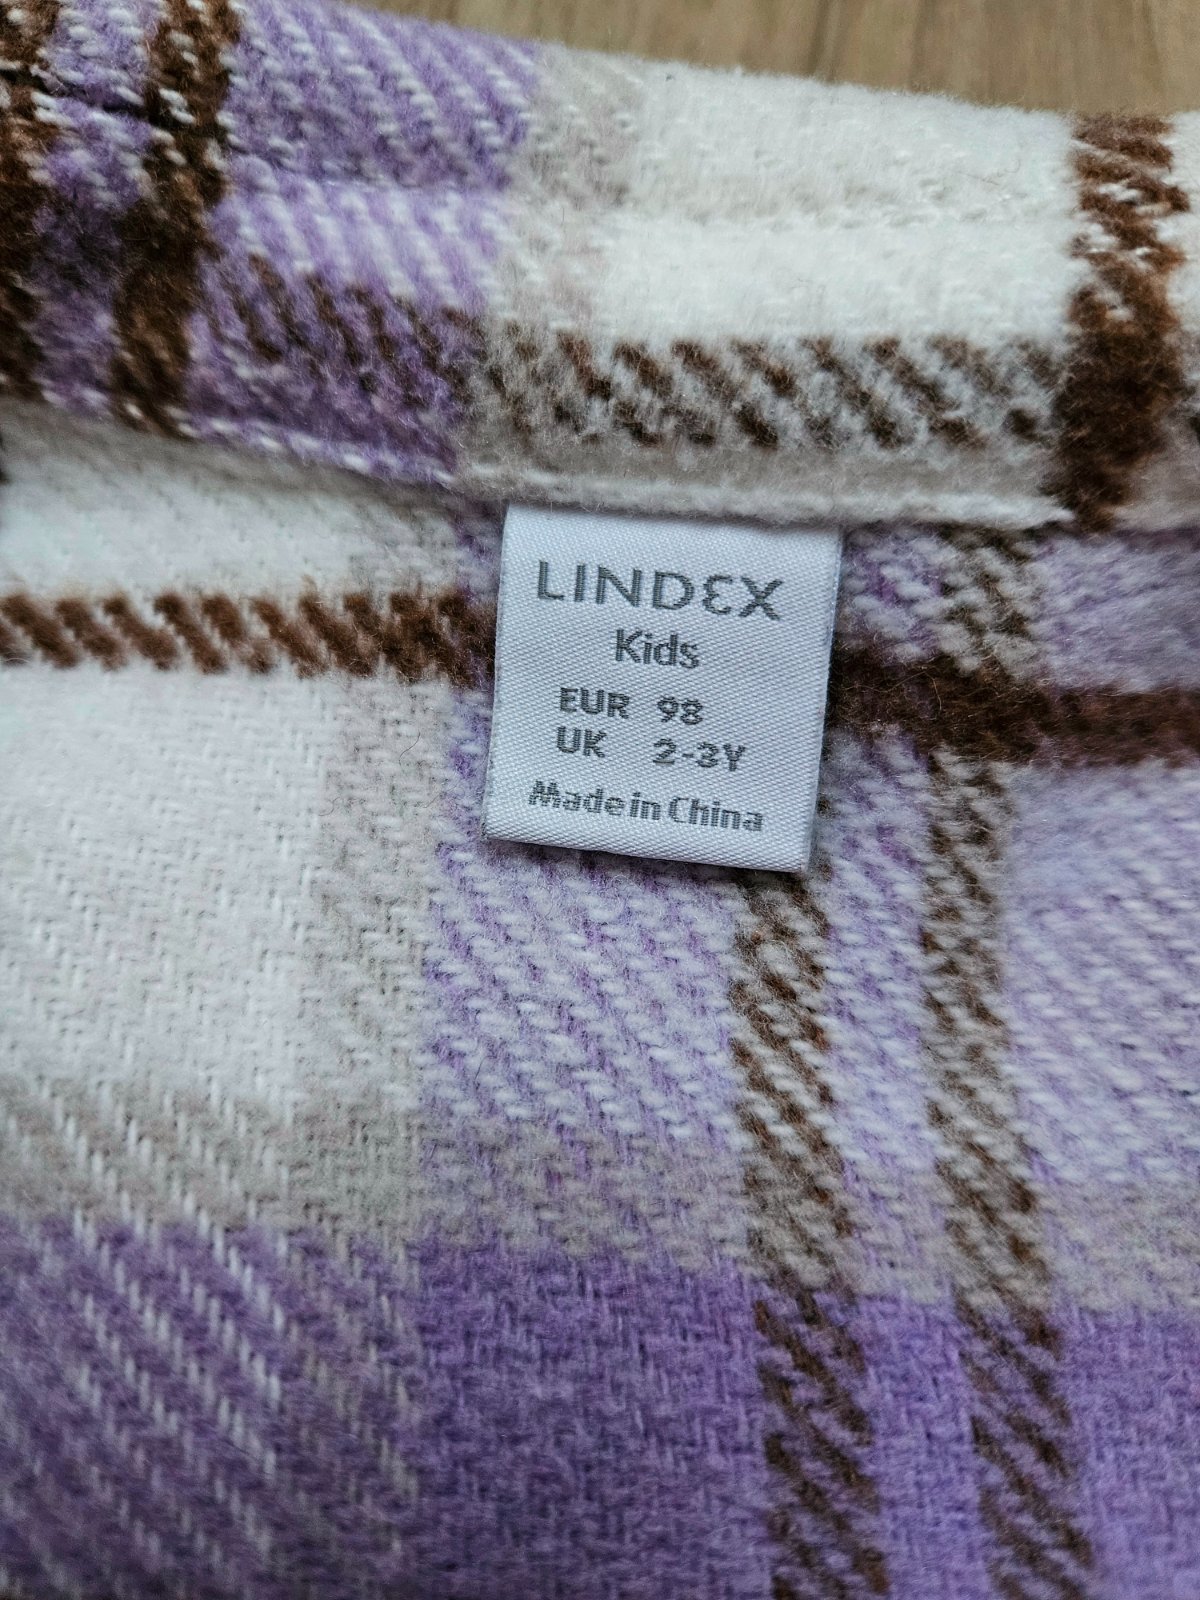 LINDEX
Kids
EUR 98
UK 2-3Y
Made in China